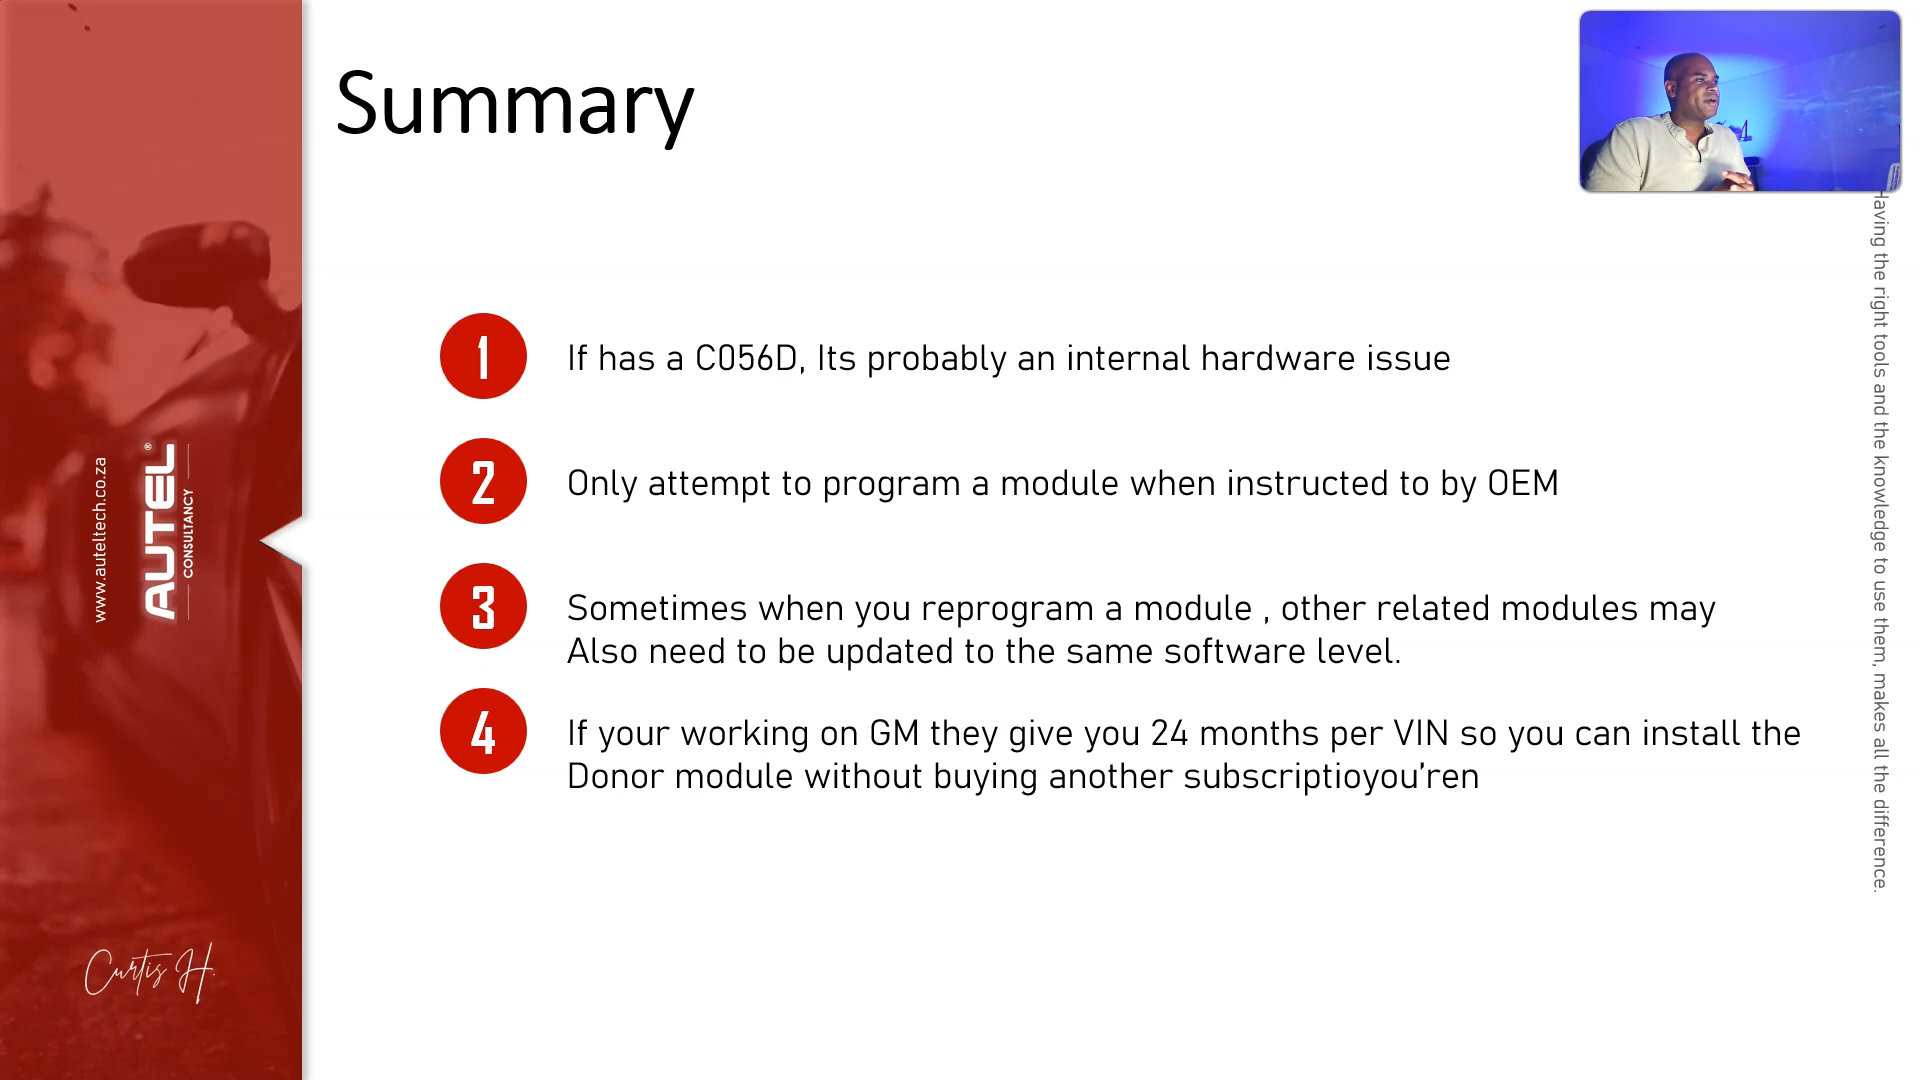 Summary
1
If has a C056D, Its probably an internal hardware issue
2
Only attempt to program a module when instructed to by OEM
3
Sometimes when you reprogram a module , other related modules may
Also need to be updated to the same software level.
4
If your working on GM they give you 24 months per VIN so you can install the
Donor module without buying another subscriptioyou’ren
www.auteltech.co.za
AUTEL®
CONSULTANCY
Curtis H.
Having the right tools and the knowledge to use them, makes all the difference.